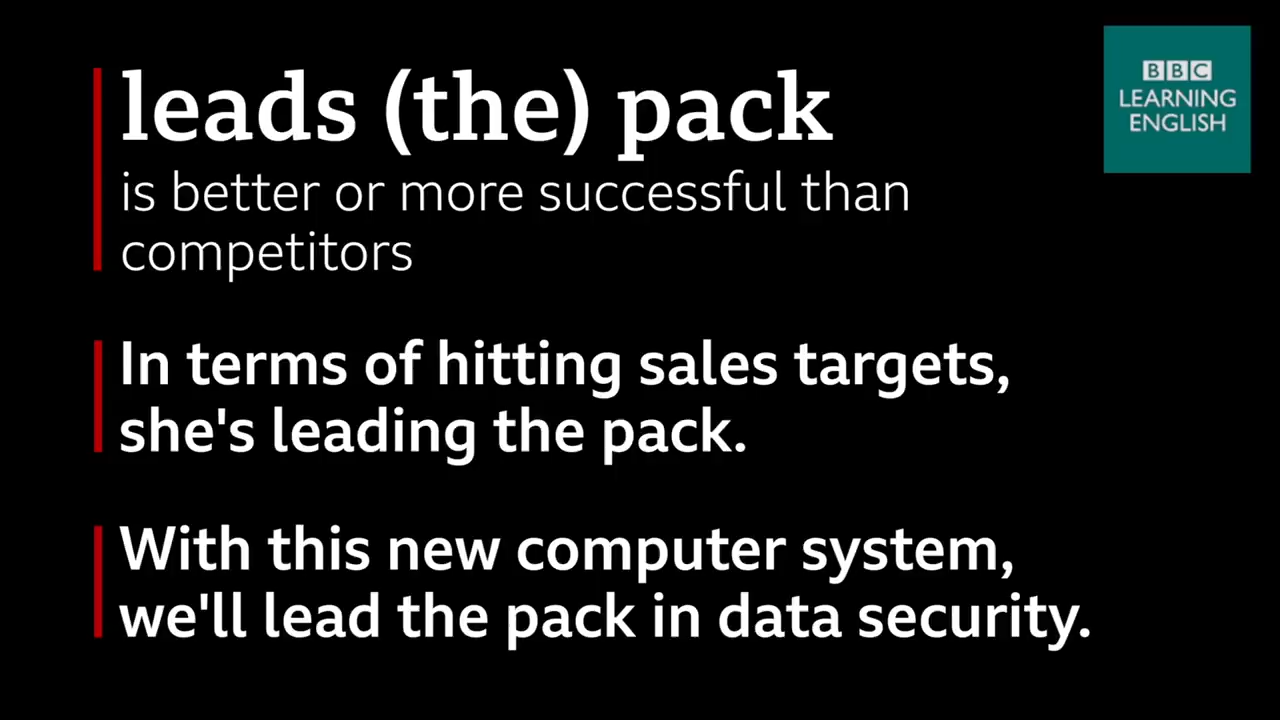 leads (the) pack
is better or more successful than
competitors
In terms of hitting sales targets,
she's leading the pack.
With this new computer system,
we'll lead the pack in data security.
BBC
LEARNING
ENGLISH